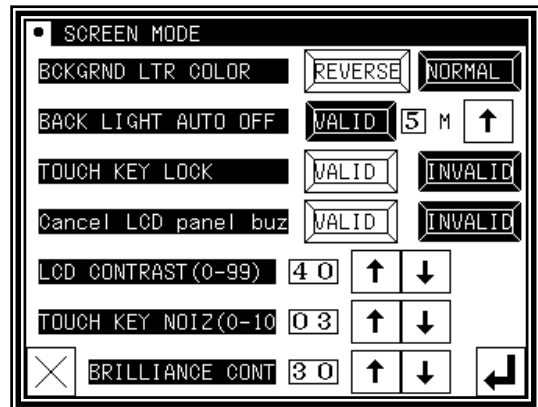 SCREEN MODE
BCKGRND LTR COLOR REVERSE NORMAL
BACK LIGHT AUTO OFF VALID 5 M ↑
TOUCH KEY LOCK VALID INVALID
Cancel LCD panel buz VALID INVALID
LCD CONTRAST(0-99) 40 ↑ ↓
TOUCH KEY NOIZ(0-10 03 ↑ ↓
BRILLIANCE CONT 30 ↑ ↓